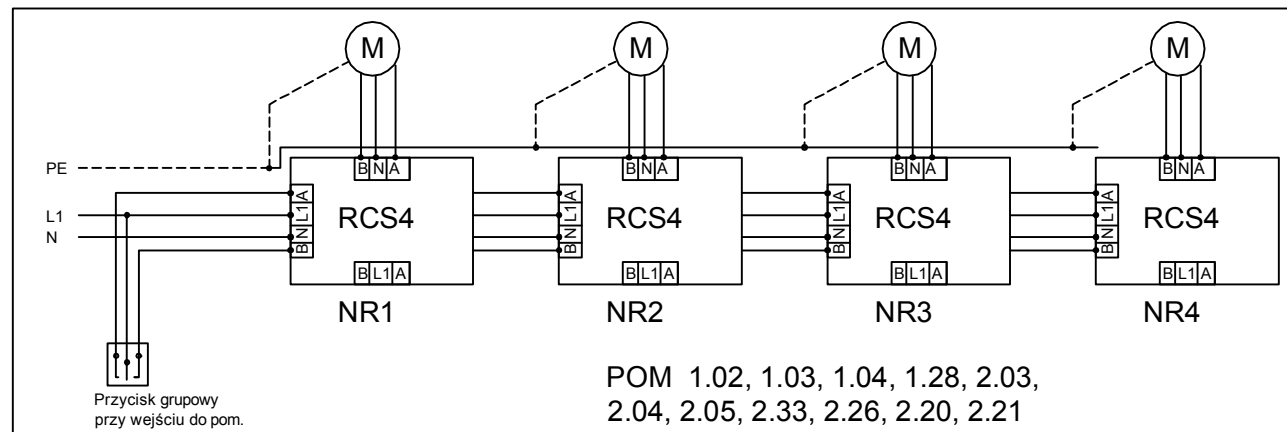 M M M M
PE
B N A B N A B N A B N A
L1
N
A L1 N B A L1 N B A L1 N B A L1 N B
RCS4 RCS4 RCS4 RCS4
B L1 A B L1 A B L1 A B L1 A
NR1 NR2 NR3 NR4
POM 1.02, 1.03, 1.04, 1.28, 2.03,
2.04, 2.05, 2.33, 2.26, 2.20, 2.21
Przycisk grupowy
przy wejściu do pom.